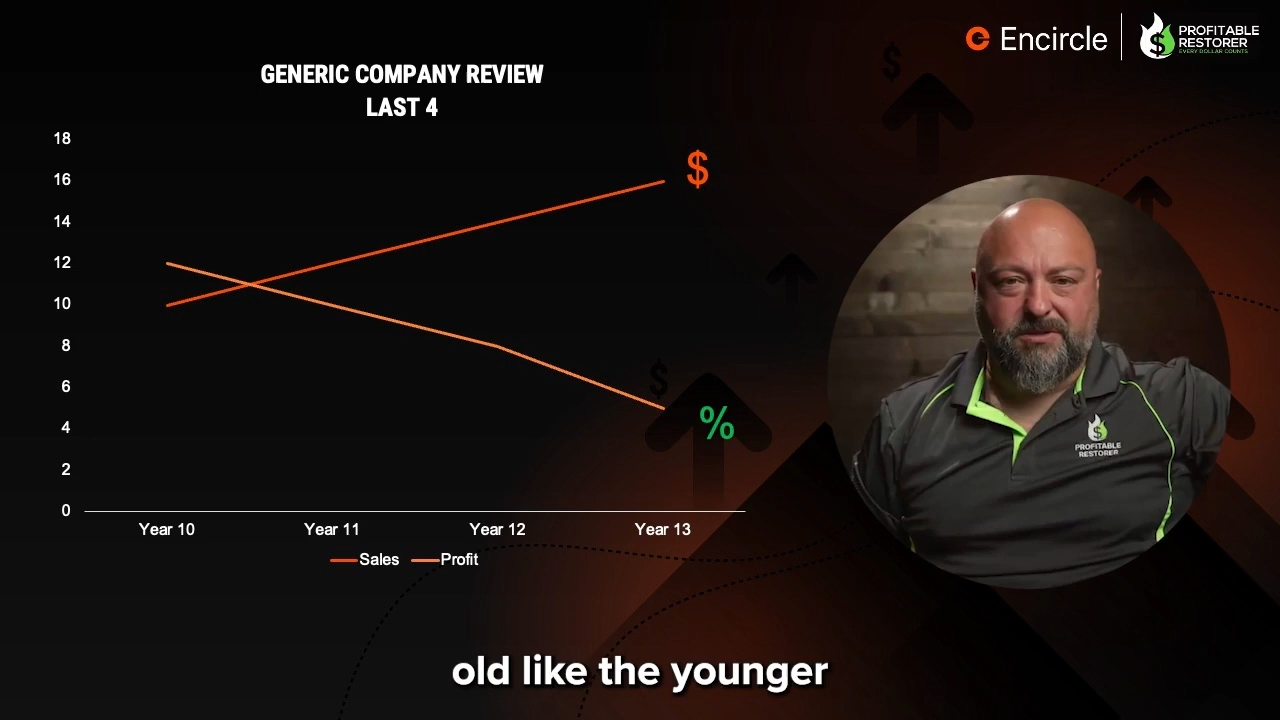 Encircle
PROFITABLE
RESTORER
EVERY DOLLAR COUNTS
GENERIC COMPANY REVIEW
LAST 4
18
16
14
12
10
8
6
4
2
0
$
%
Year 10 Year 11 Year 12 Year 13
Sales Profit
$
$
$
PROFITABLE
RESTORER
old like the younger